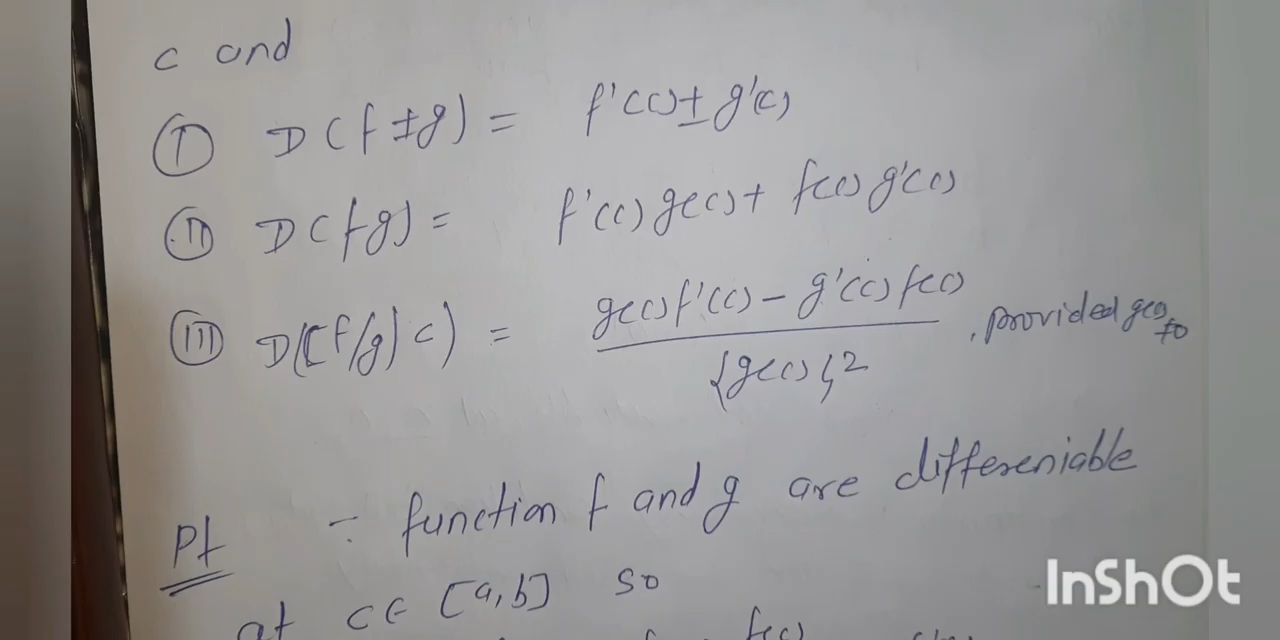 c and
(I) D(f ± g) = f'(c) ± g'(c)
(II) D(fg) = f'(c) g(c) + f(c) g'(c)
(III) D((f/g) c) = g(c) f'(c) - g'(c) f(c) / {g(c)}2 , provided g(c) ≠0
Pf ∵ function f and g are differeniable
at c ∈ [a, b] so
f(c)
InShOt